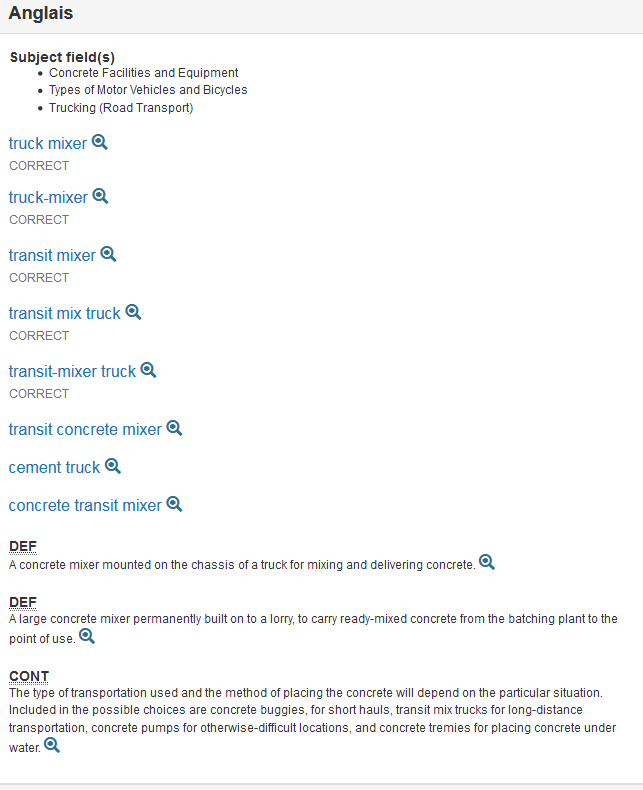 Anglais
Subject field(s)
• Concrete Facilities and Equipment
• Types of Motor Vehicles and Bicycles
• Trucking (Road Transport)
truck mixer
CORRECT
truck-mixer
CORRECT
transit mixer
CORRECT
transit mix truck
CORRECT
transit-mixer truck
CORRECT
transit concrete mixer
cement truck
concrete transit mixer
DEF
A concrete mixer mounted on the chassis of a truck for mixing and delivering concrete.
DEF
A large concrete mixer permanently built on to a lorry, to carry ready-mixed concrete from the batching plant to the
point of use.
CONT
The type of transportation used and the method of placing the concrete will depend on the particular situation.
Included in the possible choices are concrete buggies, for short hauls, transit mix trucks for long-distance
transportation, concrete pumps for otherwise-difficult locations, and concrete tremies for placing concrete under
water.